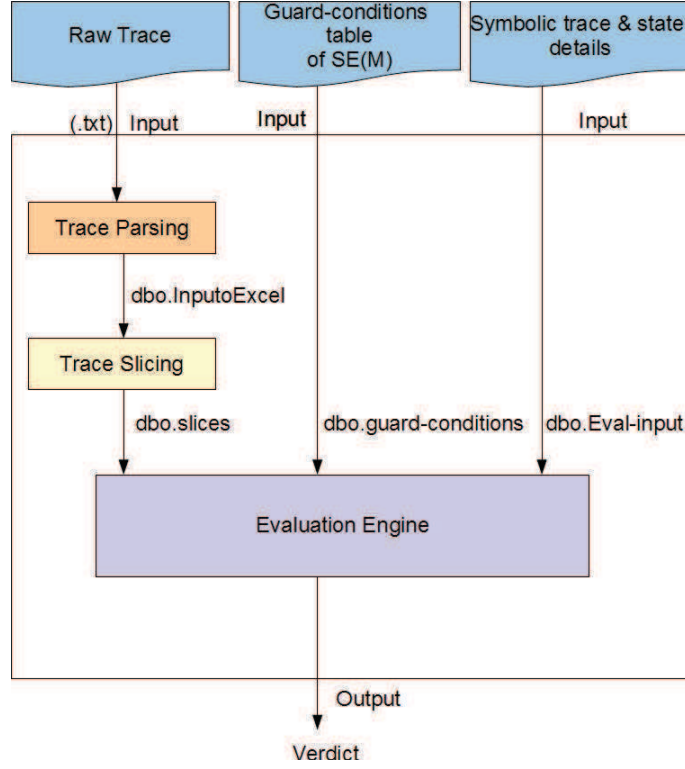 Raw Trace
Guard-conditions
table
of SE(M)
Symbolic trace & state
details
(.txt) Input
Input
Input
Trace Parsing
dbo.InputoExcel
Trace Slicing
dbo.slices
dbo.guard-conditions
dbo.Eval-input
Evaluation Engine
Output
Verdict